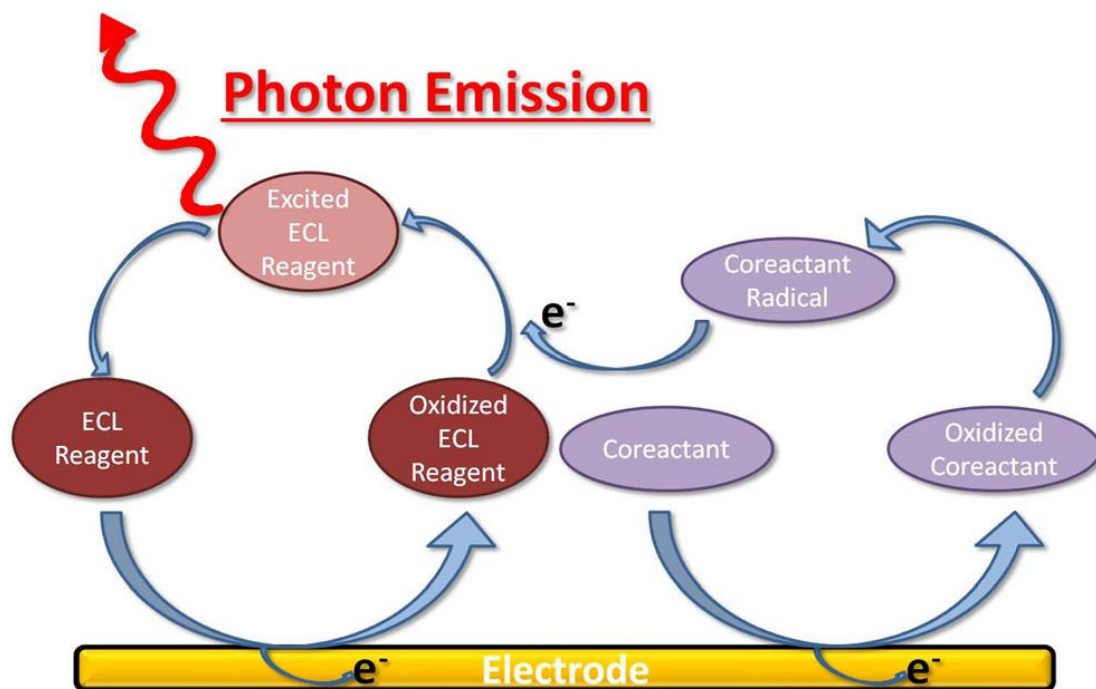 Photon Emission
Excited
ECL
Reagent
Coreactant
Radical
e-
ECL
Reagent
Oxidized
ECL
Reagent
Coreactant
Oxidized
Coreactant
e-
Electrode
e-